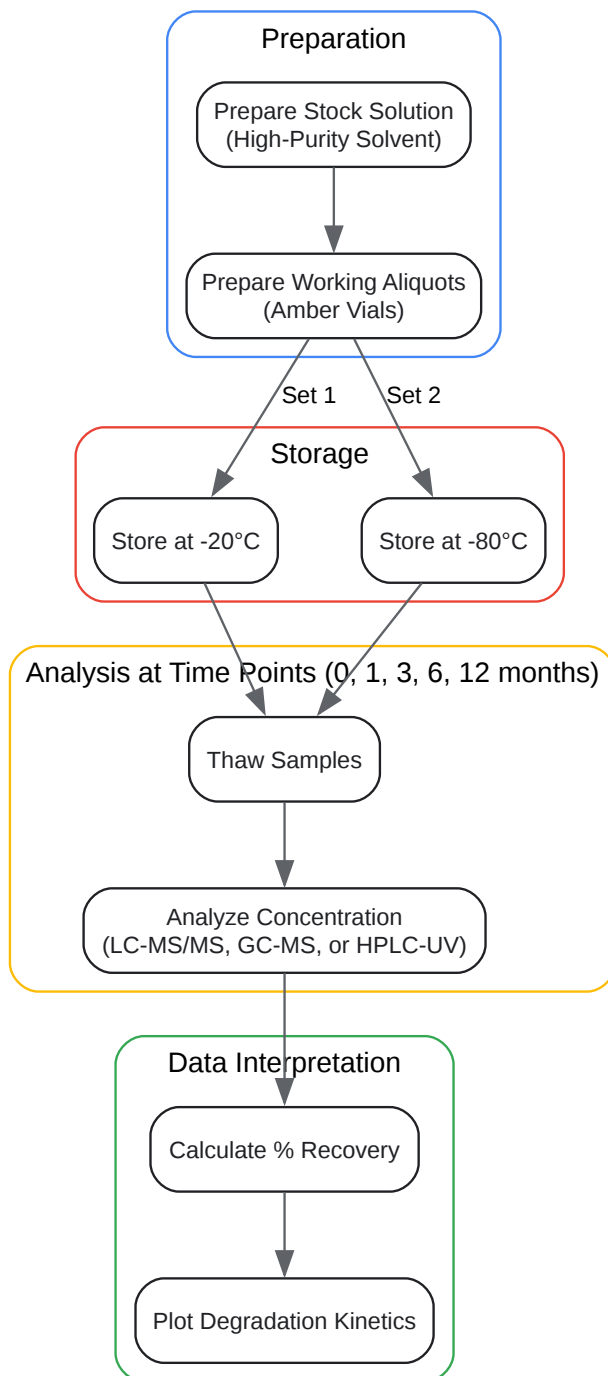 Preparation
Prepare Stock Solution
(High-Purity Solvent)
Prepare Working Aliquots
(Amber Vials)
Set 1
Set 2
Storage
Store at -20°C
Store at -80°C
Analysis at Time Points (0, 1, 3, 6, 12 months)
Thaw Samples
Analyze Concentration
(LC-MS/MS, GC-MS, or HPLC-UV)
Data Interpretation
Calculate % Recovery
Plot Degradation Kinetics